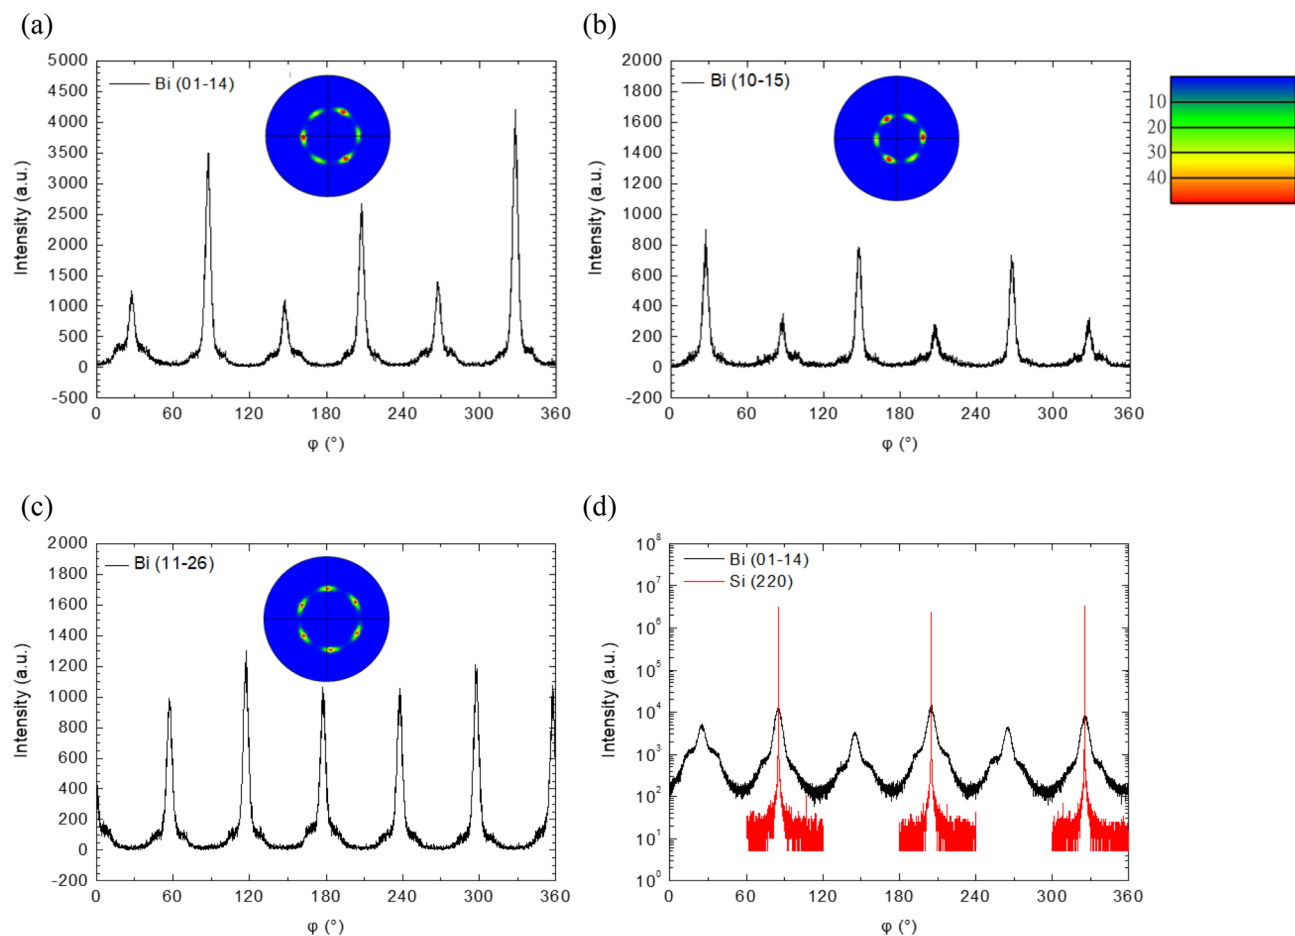 (a)
5000
4500
4000
3500
3000
2500
2000
1500
1000
500
0
-500
Intensity (a.u.)
Bi (01-14)
0 60 120 180 240 300 360
φ (°)
(b)
2000
1800
1600
1400
1200
1000
800
600
400
200
0
-200
Intensity (a.u.)
Bi (10-15)
0 60 120 180 240 300 360
φ (°)
10
20
30
40
(c)
2000
1800
1600
1400
1200
1000
800
600
400
200
0
-200
Intensity (a.u.)
Bi (11-26)
0 60 120 180 240 300 360
φ (°)
(d)
10⁸
10⁷
10⁶
10⁵
10⁴
10³
10²
10¹
10⁰
Intensity (a.u.)
Bi (01-14)
Si (220)
0 60 120 180 240 300 360
φ (°)